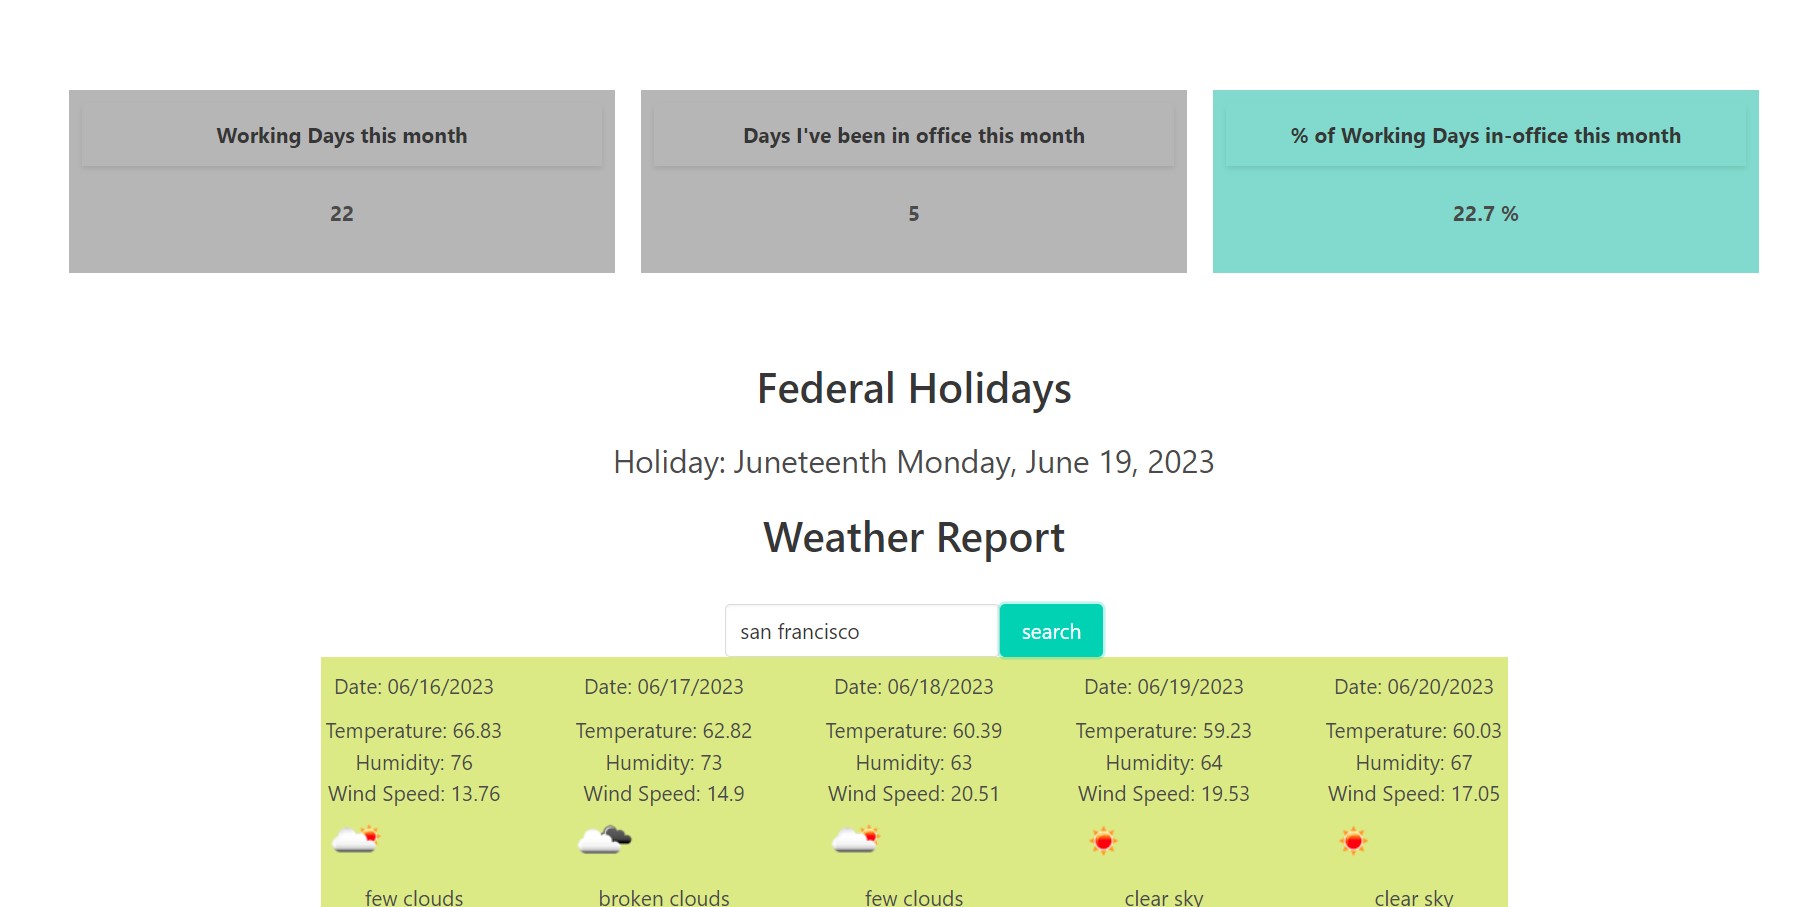 Working Days this month
22
Days I've been in office this month
5
% of Working Days in-office this month
22.7 %
Federal Holidays
Holiday: Juneteenth Monday, June 19, 2023
Weather Report
san francisco
search
Date: 06/16/2023
Temperature: 66.83
Humidity: 76
Wind Speed: 13.76
few clouds
Date: 06/17/2023
Temperature: 62.82
Humidity: 73
Wind Speed: 14.9
broken clouds
Date: 06/18/2023
Temperature: 60.39
Humidity: 63
Wind Speed: 20.51
few clouds
Date: 06/19/2023
Temperature: 59.23
Humidity: 64
Wind Speed: 19.53
clear sky
Date: 06/20/2023
Temperature: 60.03
Humidity: 67
Wind Speed: 17.05
clear sky